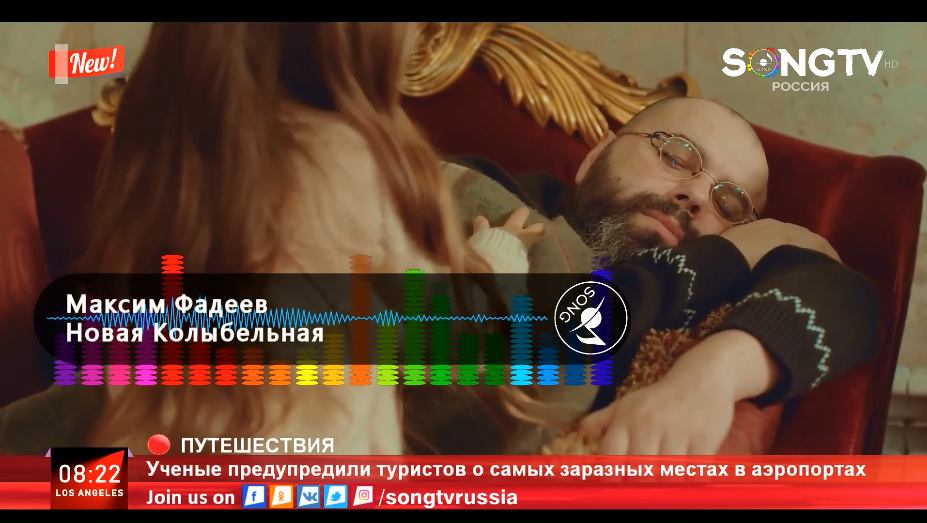 New!
SONGTV HD
РОССИЯ
Максим Фадеев
Новая Колыбельная
SONG
ПУТЕШЕСТВИЯ
08:22
LOS ANGELES
Ученые предупредили туристов о самых заразных местах в аэропортах
Join us on /songtvrussia